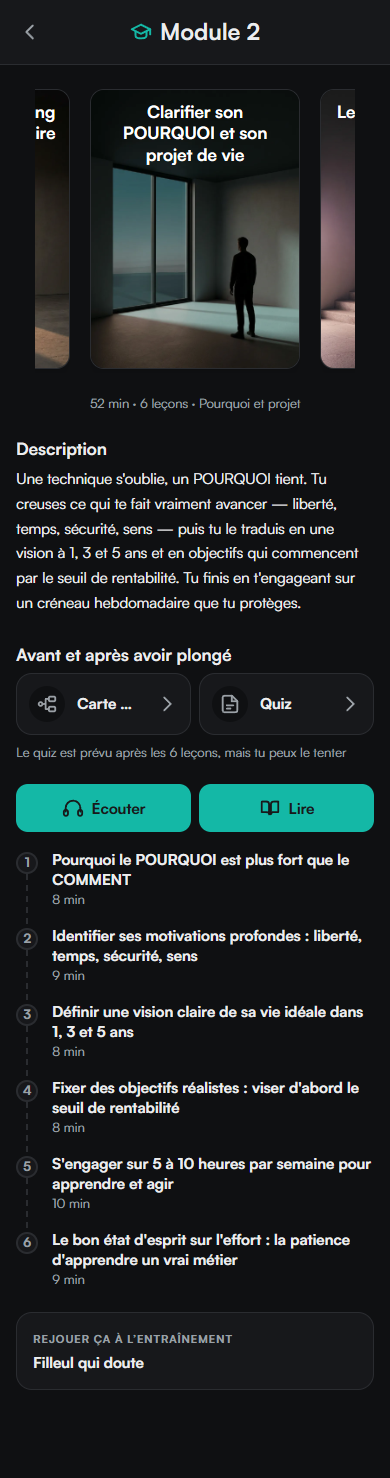 Module 2
ng
ire
Clarifier son
POURQUOI et son
projet de vie
Le
52 min · 6 leçons · Pourquoi et projet
Description
Une technique s'oublie, un POURQUOI tient. Tu
creuses ce qui te fait vraiment avancer — liberté,
temps, sécurité, sens — puis tu le traduis en une
vision à 1, 3 et 5 ans et en objectifs qui commencent
par le seuil de rentabilité. Tu finis en t'engageant sur
un créneau hebdomadaire que tu protèges.
Avant et après avoir plongé
Carte ...
Quiz
Le quiz est prévu après les 6 leçons, mais tu peux le tenter
Écouter
Lire
1
Pourquoi le POURQUOI est plus fort que le
COMMENT
8 min
2
Identifier ses motivations profondes : liberté,
temps, sécurité, sens
9 min
3
Définir une vision claire de sa vie idéale dans
1, 3 et 5 ans
8 min
4
Fixer des objectifs réalistes : viser d'abord le
seuil de rentabilité
8 min
5
S'engager sur 5 à 10 heures par semaine pour
apprendre et agir
10 min
6
Le bon état d'esprit sur l'effort : la patience
d'apprendre un vrai métier
9 min
REJOUER ÇA À L'ENTRAÎNEMENT
Filleul qui doute